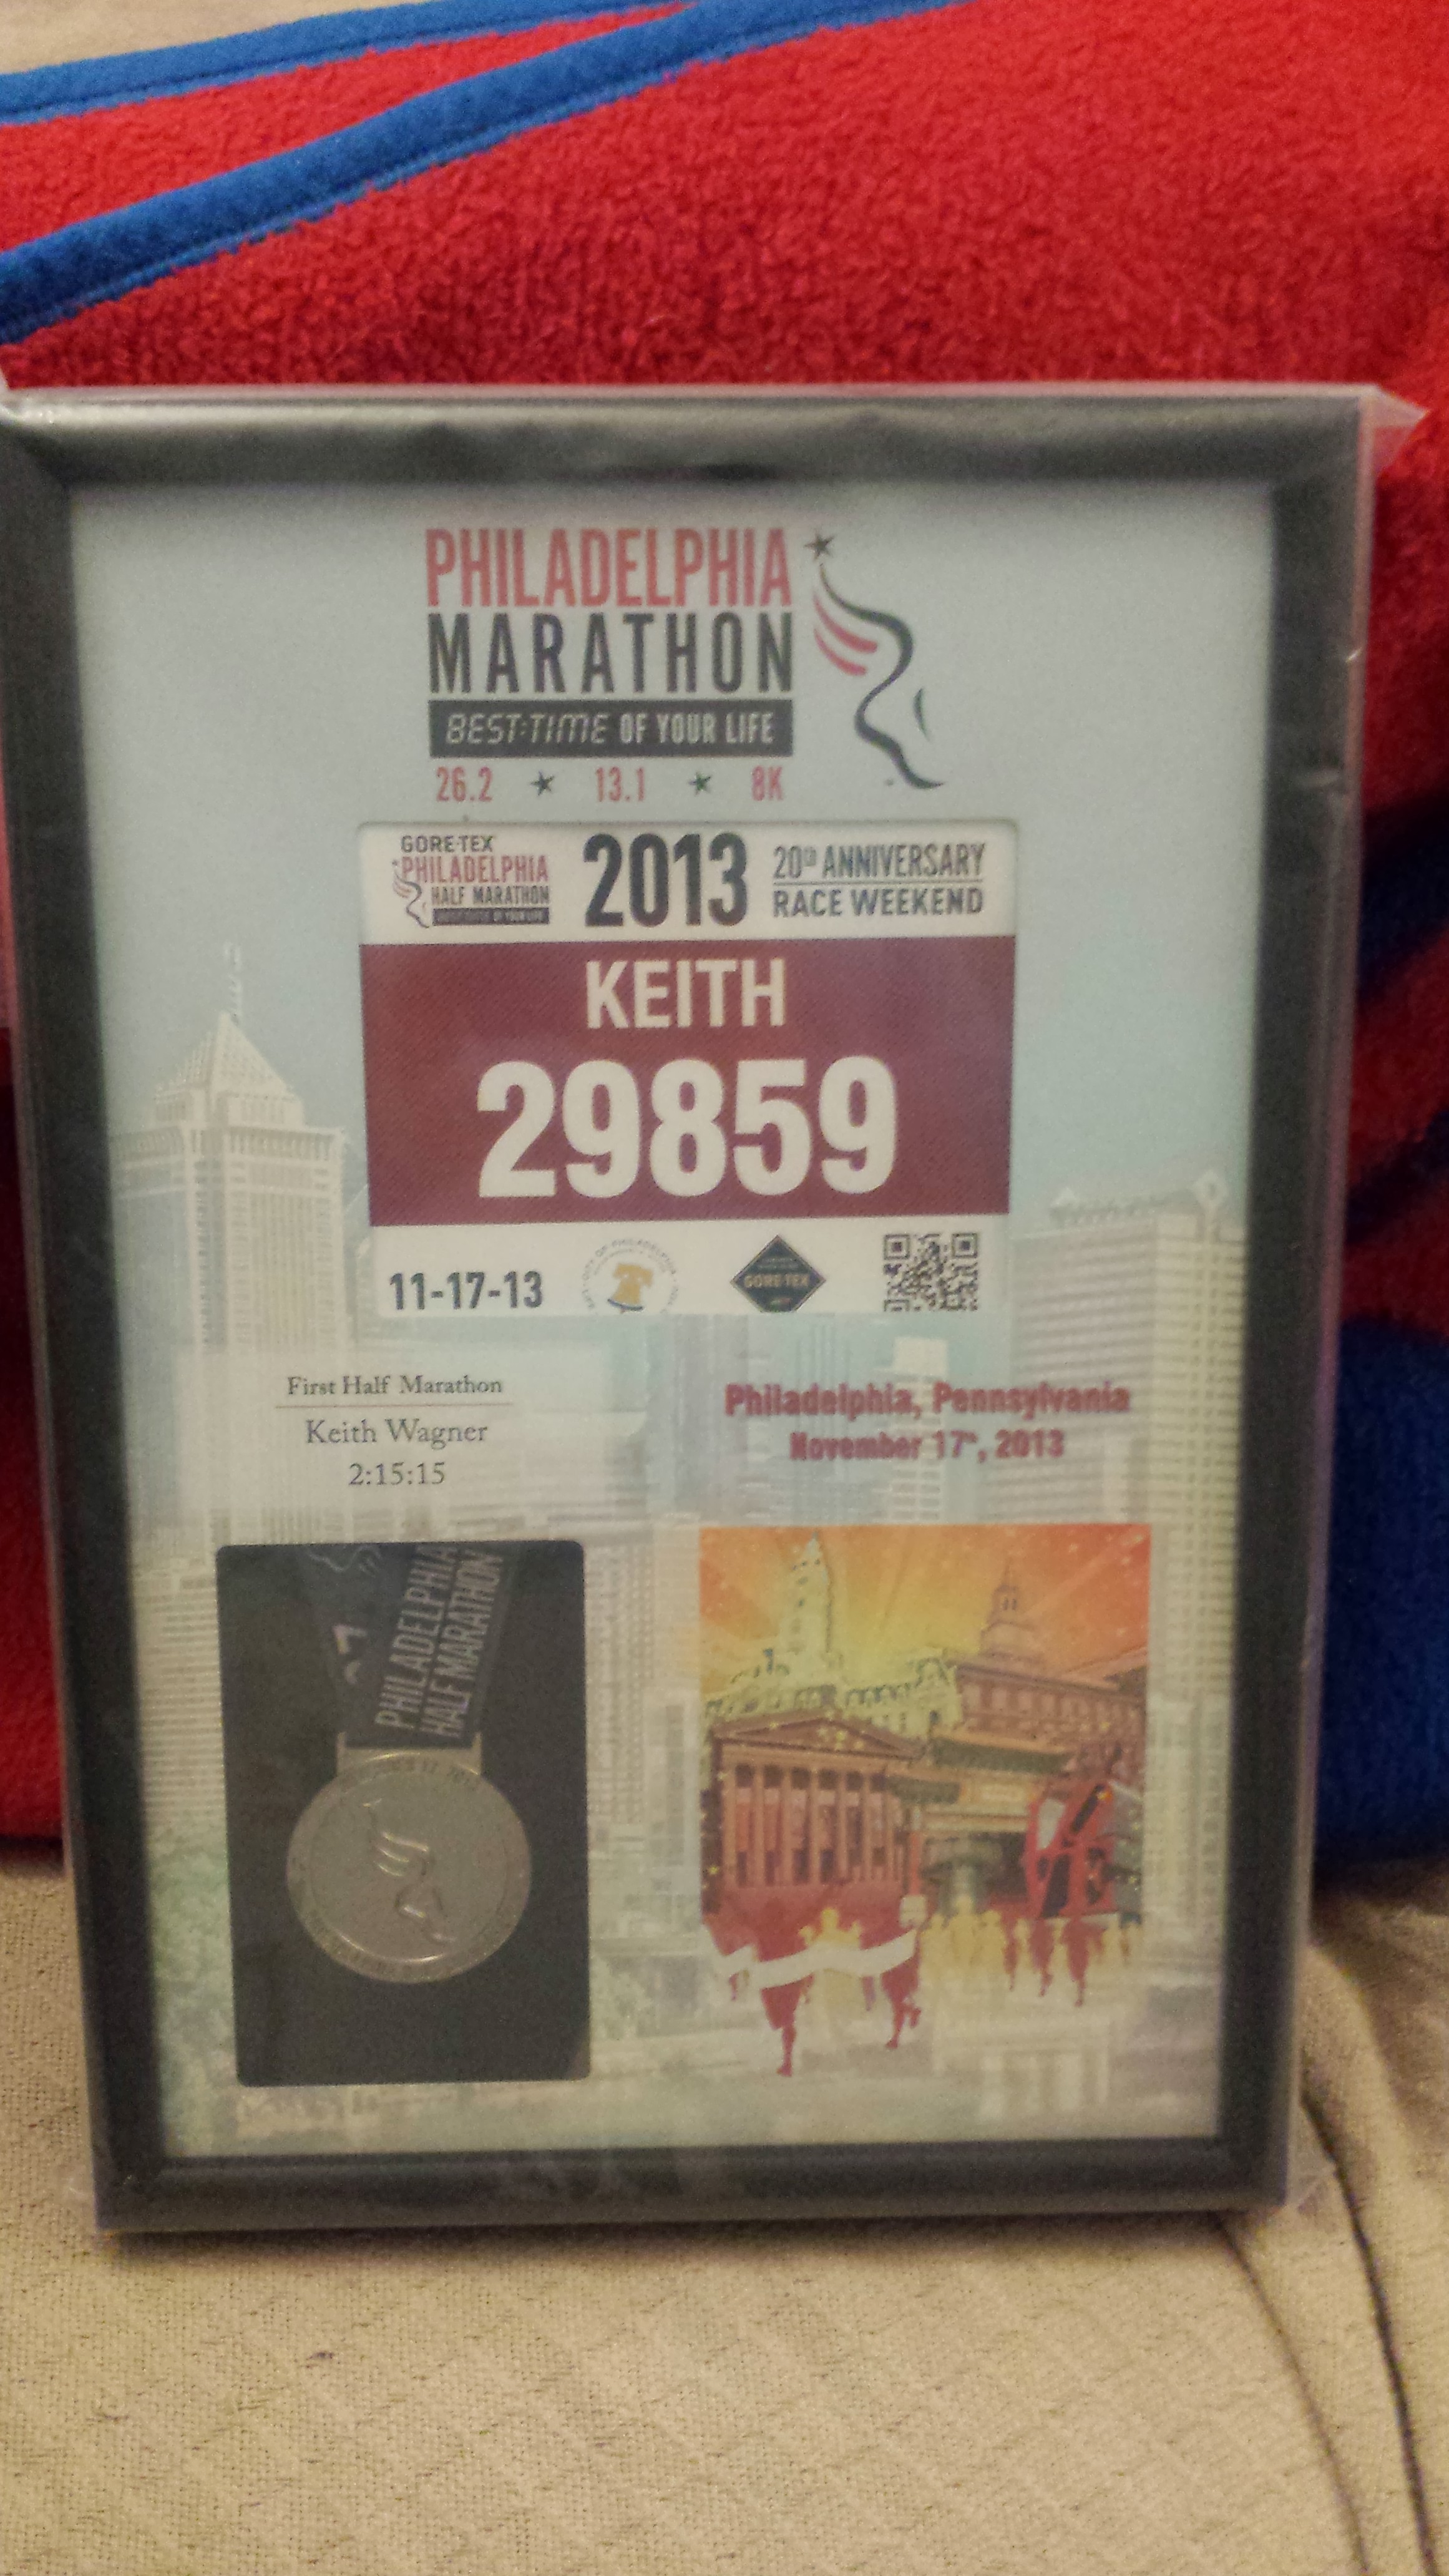 PHILADELPHIA
MARATHON
BEST:TIME OF YOUR LIFE
26.2 ★ 13.1 ★ 8K
GORE-TEX
PHILADELPHIA
HALF MARATHON
2013
20th ANNIVERSARY
RACE WEEKEND
KEITH
29859
11-17-13
GORE-TEX
First Half Marathon
Keith Wagner
2:15:15
Philadelphia, Pennsylvania
November 17th, 2013
PHILADELPHIA
HALF MARATHON